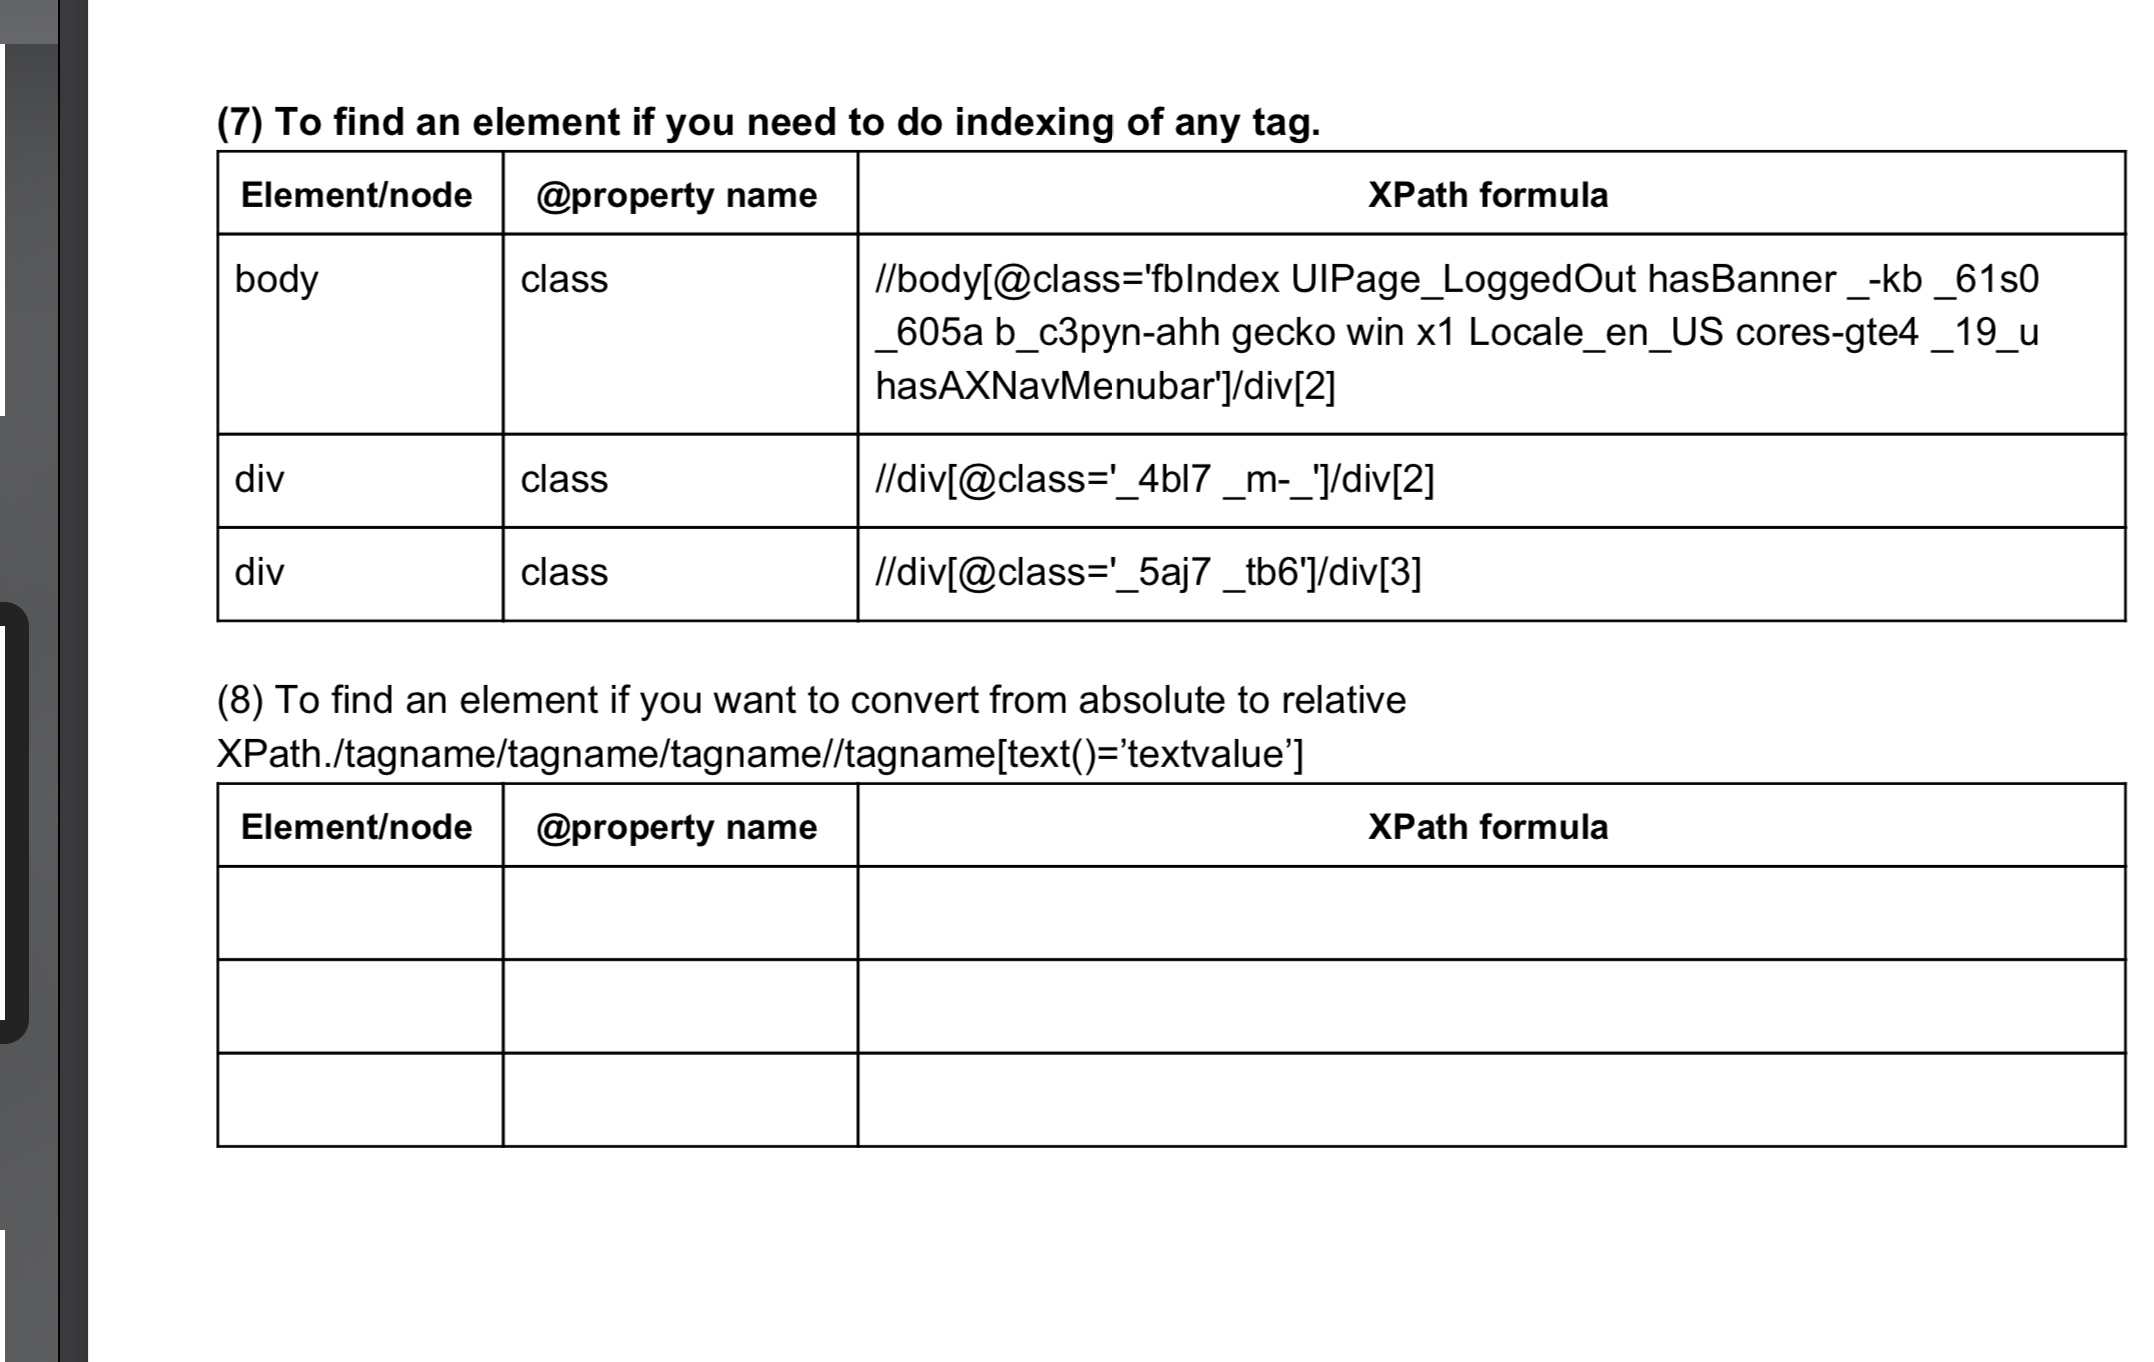 (7) To find an element if you need to do indexing of any tag.
Element/node @property name XPath formula
body class //body[@class='fbIndex UIPage_LoggedOut hasBanner _-kb _61s0
_605a b_c3pyn-ahh gecko win x1 Locale_en_US cores-gte4 _19_u
hasAXNavMenubar']/div[2]
div class //div[@class='_4bl7 _m-_']/div[2]
div class //div[@class='_5aj7 _tb6']/div[3]
(8) To find an element if you want to convert from absolute to relative
XPath./tagname/tagname/tagname//tagname[text()=’textvalue’]
Element/node @property name XPath formula